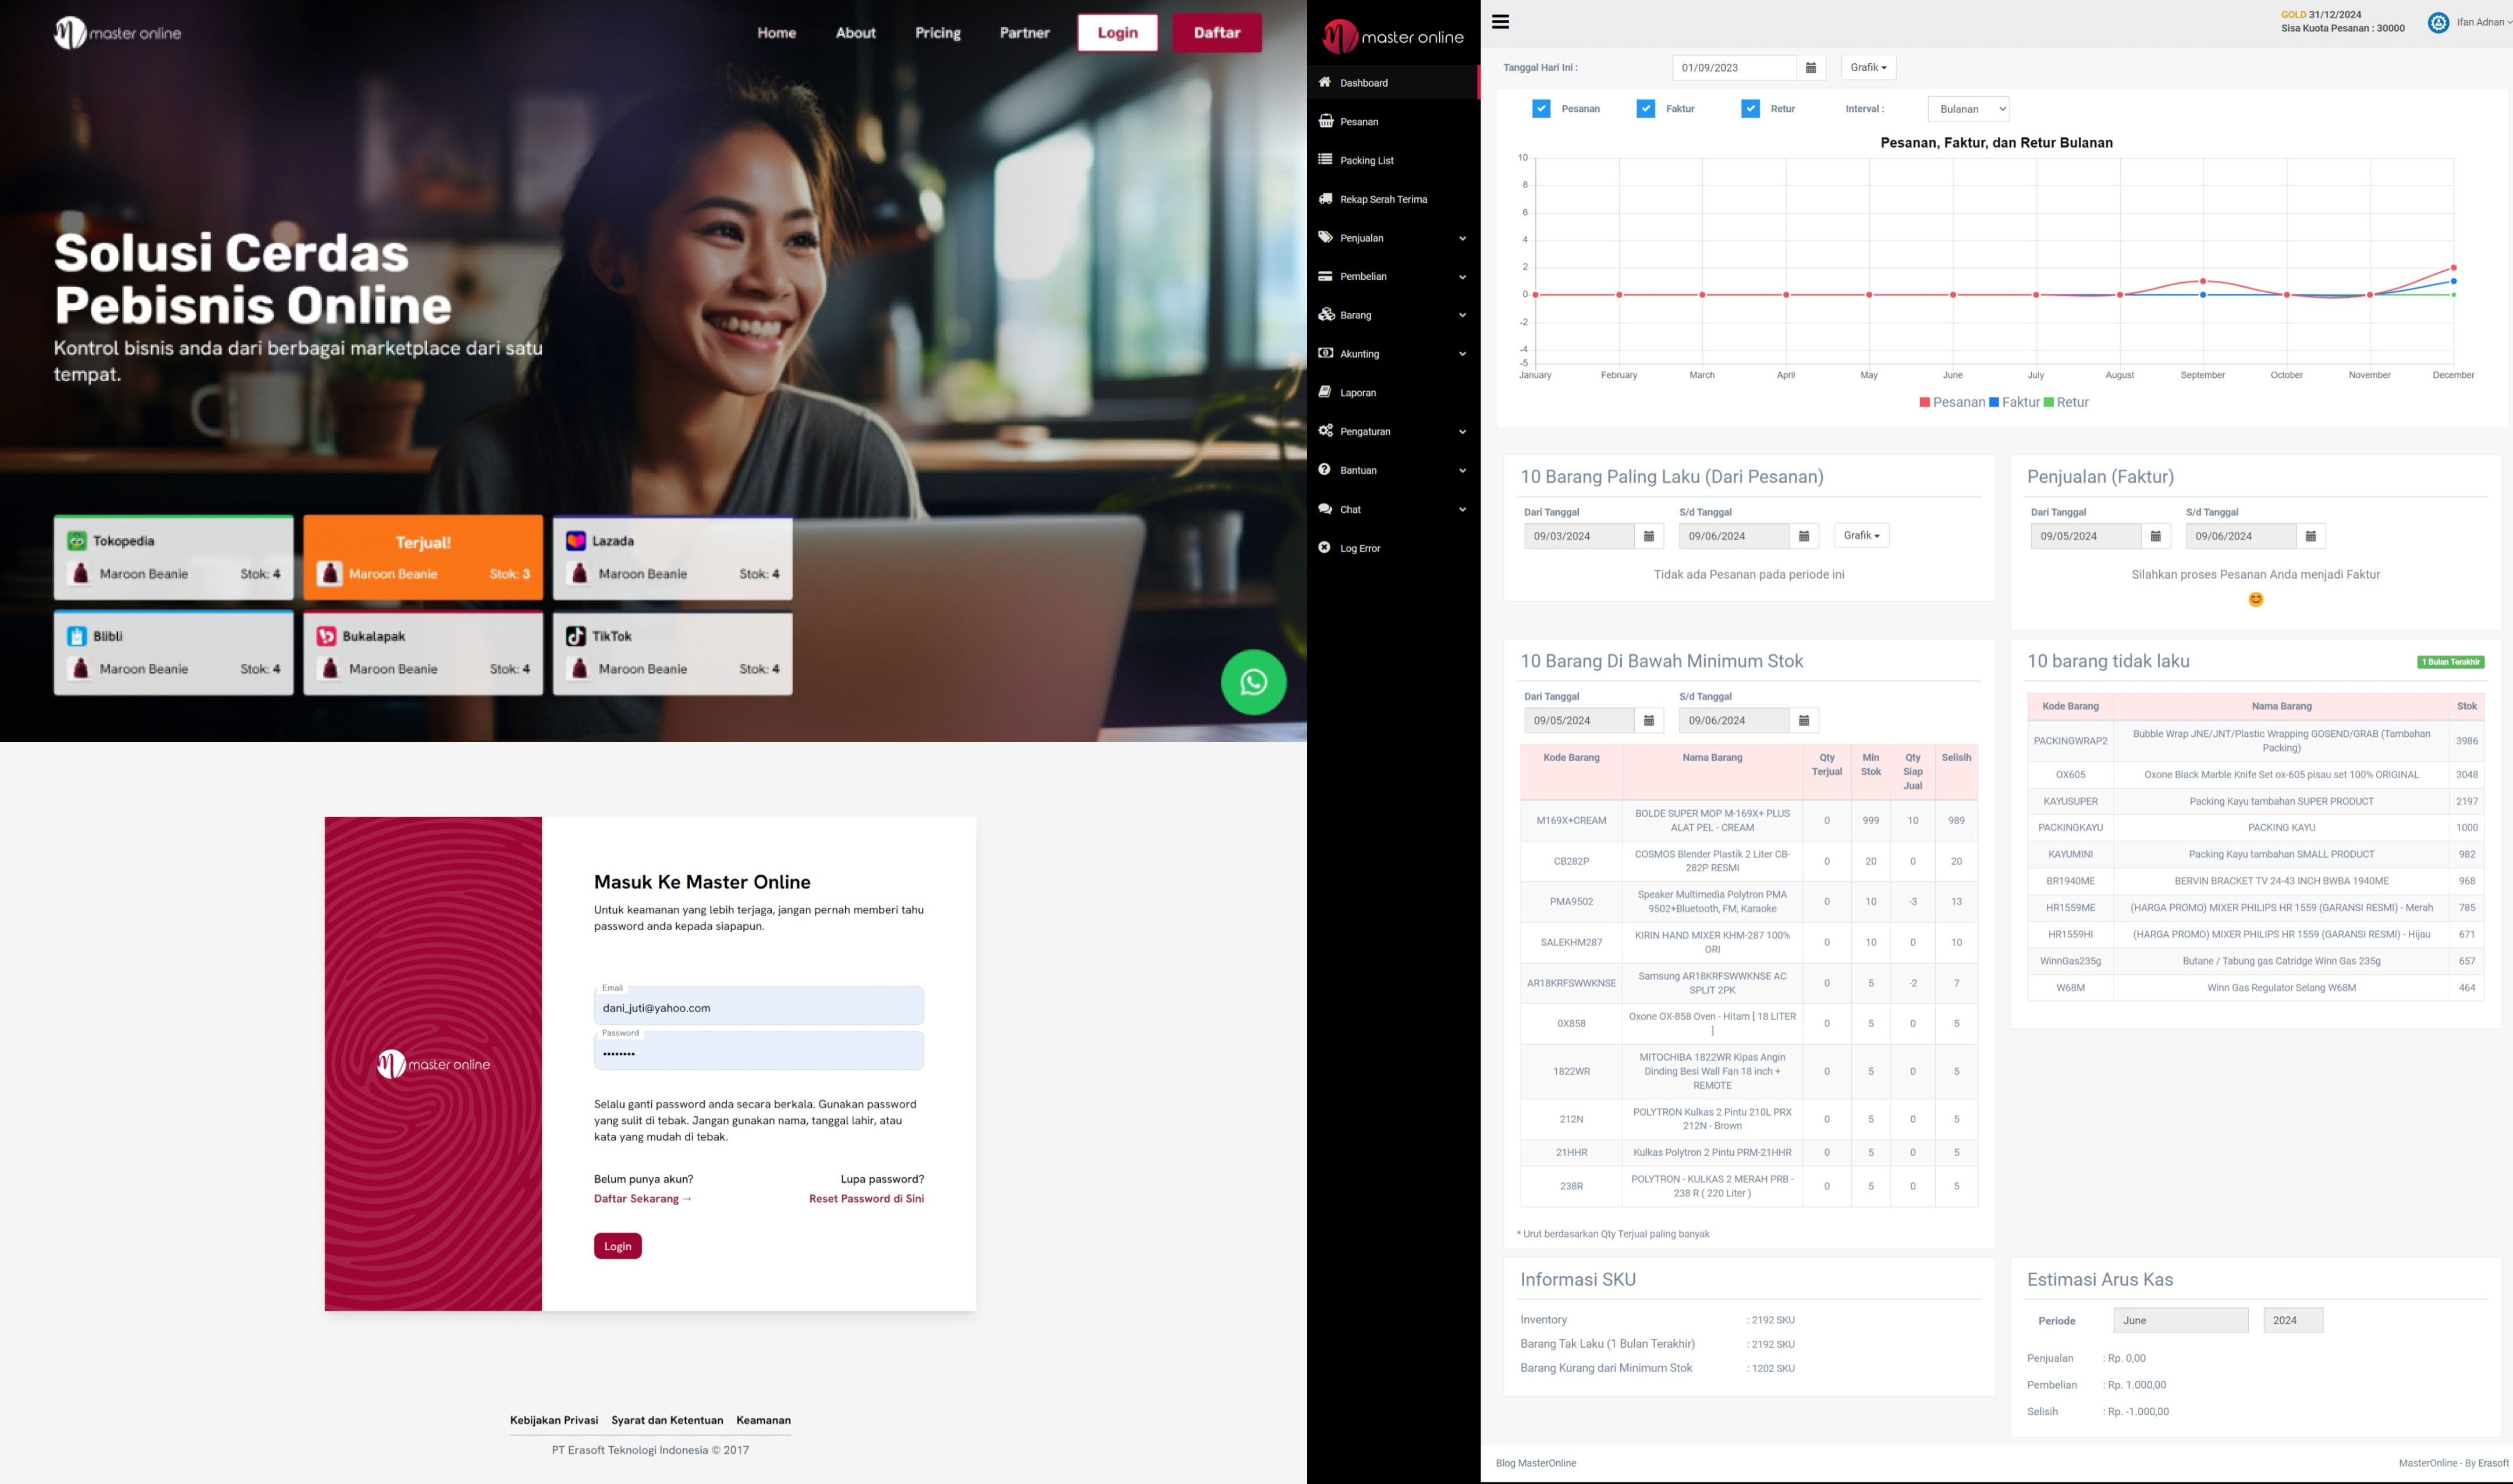 master online
Home About Pricing Partner Login Daftar
Solusi Cerdas
Pebisnis Online
Kontrol bisnis anda dari berbagai marketplace dari satu
tempat.
Tokopedia
Maroon Beanie Stok: 4
Terjual!
Maroon Beanie Stok: 3
Lazada
Maroon Beanie Stok: 4
Blibli
Maroon Beanie Stok: 4
Bukalapak
Maroon Beanie Stok: 4
TikTok
Maroon Beanie Stok: 4
master online
Masuk Ke Master Online
Untuk keamanan yang lebih terjaga, jangan pernah memberi tahu
password anda kepada siapapun.
Email
dani_juti@yahoo.com
Password
••••••••
Selalu ganti password anda secara berkala. Gunakan password
yang sulit di tebak. Jangan gunakan nama, tanggal lahir, atau
kata yang mudah di tebak.
Belum punya akun? Lupa password?
Daftar Sekarang → Reset Password di Sini
Login
Kebijakan Privasi Syarat dan Ketentuan Keamanan
PT Erasoft Teknologi Indonesia © 2017
master online
Dashboard
Pesanan
Packing List
Rekap Serah Terima
Penjualan
Pembelian
Barang
Akunting
Laporan
Pengaturan
Bantuan
Chat
Log Error
GOLD 31/12/2024
Sisa Kuota Pesanan : 30000
Ifan Adnan
Tanggal Hari Ini : 01/09/2023 Grafik
Pesanan Faktur Retur Interval : Bulanan
Pesanan, Faktur, dan Retur Bulanan
10
8
6
4
2
0
-2
-4
-5
January February March April May June July August September October November December
Pesanan Faktur Retur
10 Barang Paling Laku (Dari Pesanan)
Dari Tanggal S/d Tanggal
09/03/2024 09/06/2024 Grafik
Tidak ada Pesanan pada periode ini
Penjualan (Faktur)
Dari Tanggal S/d Tanggal
09/05/2024 09/06/2024
Silahkan proses Pesanan Anda menjadi Faktur
😊
10 Barang Di Bawah Minimum Stok
Dari Tanggal S/d Tanggal
09/05/2024 09/06/2024
Kode Barang Nama Barang Qty Terjual Min Stok Qty Siap Jual Selisih
M169X+CREAM BOLDE SUPER MOP M-169X+ PLUS ALAT PEL - CREAM 0 999 10 989
CB282P COSMOS Blender Plastik 2 Liter CB-282P RESMI 0 20 0 20
PMA9502 Speaker Multimedia Polytron PMA 9502+Bluetooth, FM, Karaoke 0 10 -3 13
SALEKHM287 KIRIN HAND MIXER KHM-287 100% ORI 0 10 0 10
AR18KRFSWWKNSE Samsung AR18KRFSWWKNSE AC SPLIT 2PK 0 5 -2 7
0X858 Oxone OX-858 Oven - Hitam [ 18 LITER ] 0 5 0 5
1822WR MITOCHIBA 1822WR Kipas Angin Dinding Besi Wall Fan 18 inch + REMOTE 0 5 0 5
212N POLYTRON Kulkas 2 Pintu 210L PRX 212N - Brown 0 5 0 5
21HHR Kulkas Polytron 2 Pintu PRM-21HHR 0 5 0 5
238R POLYTRON - KULKAS 2 MERAH PRB - 238 R ( 220 Liter ) 0 5 0 5
* Urut berdasarkan Qty Terjual paling banyak
10 barang tidak laku 1 Bulan Terakhir
Kode Barang Nama Barang Stok
PACKINGWRAP2 Bubble Wrap JNE/JNT/Plastic Wrapping GOSEND/GRAB (Tambahan Packing) 3986
OX605 Oxone Black Marble Knife Set ox-605 pisau set 100% ORIGINAL 3048
KAYUSUPER Packing Kayu tambahan SUPER PRODUCT 2197
PACKINGKAYU PACKING KAYU 1000
KAYUMINI Packing Kayu tambahan SMALL PRODUCT 982
BR1940ME BERVIN BRACKET TV 24-43 INCH BWBA 1940ME 968
HR1559ME (HARGA PROMO) MIXER PHILIPS HR 1559 (GARANSI RESMI) - Merah 785
HR1559HI (HARGA PROMO) MIXER PHILIPS HR 1559 (GARANSI RESMI) - Hijau 671
WinnGas235g Butane / Tabung gas Catridge Winn Gas 235g 657
W68M Winn Gas Regulator Selang W68M 464
Informasi SKU
Inventory : 2192 SKU
Barang Tak Laku (1 Bulan Terakhir) : 2192 SKU
Barang Kurang dari Minimum Stok : 1202 SKU
Estimasi Arus Kas
Periode June 2024
Penjualan : Rp. 0,00
Pembelian : Rp. 1.000,00
Selisih : Rp. -1.000,00
Blog MasterOnline MasterOnline - By Erasoft